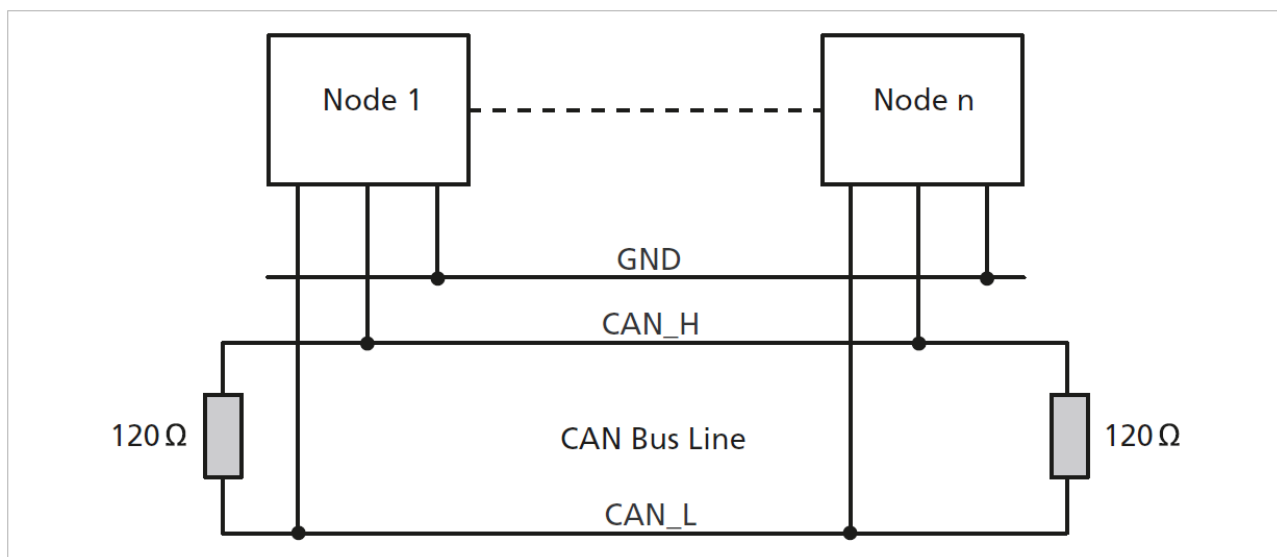 Node 1
Node n
GND
CAN_H
120 Ω
CAN Bus Line
120 Ω
CAN_L